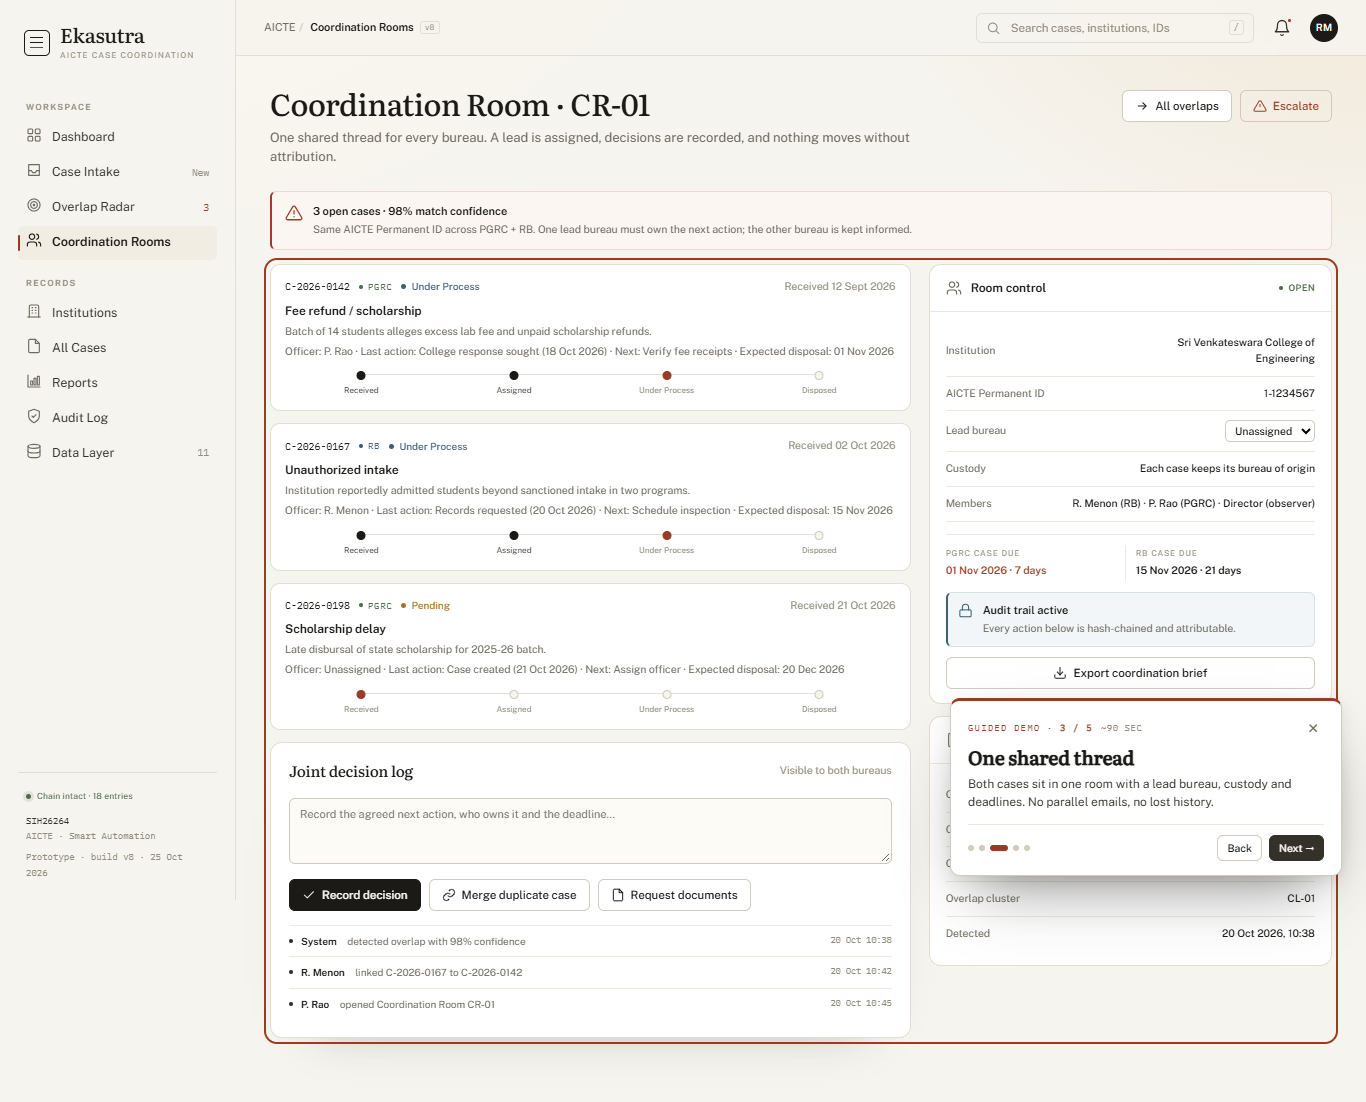 Ekasutra
AICTE CASE COORDINATION
WORKSPACE
Dashboard
Case Intake New
Overlap Radar 3
Coordination Rooms
RECORDS
Institutions
All Cases
Reports
Audit Log
Data Layer 11
Chain intact · 18 entries
SIH26264
AICTE · Smart Automation
Prototype · build v8 · 25 Oct
2026
AICTE / Coordination Rooms v8
Search cases, institutions, IDs /
RM
Coordination Room · CR-01
One shared thread for every bureau. A lead is assigned, decisions are recorded, and nothing moves without
attribution.
All overlaps
Escalate
3 open cases · 98% match confidence
Same AICTE Permanent ID across PGRC + RB. One lead bureau must own the next action; the other bureau is kept informed.
C-2026-0142 • PGRC • Under Process Received 12 Sept 2026
Fee refund / scholarship
Batch of 14 students alleges excess lab fee and unpaid scholarship refunds.
Officer: P. Rao · Last action: College response sought (18 Oct 2026) · Next: Verify fee receipts · Expected disposal: 01 Nov 2026
Received Assigned Under Process Disposed
C-2026-0167 • RB • Under Process Received 02 Oct 2026
Unauthorized intake
Institution reportedly admitted students beyond sanctioned intake in two programs.
Officer: R. Menon · Last action: Records requested (20 Oct 2026) · Next: Schedule inspection · Expected disposal: 15 Nov 2026
Received Assigned Under Process Disposed
C-2026-0198 • PGRC • Pending Received 21 Oct 2026
Scholarship delay
Late disbursal of state scholarship for 2025-26 batch.
Officer: Unassigned · Last action: Case created (21 Oct 2026) · Next: Assign officer · Expected disposal: 20 Dec 2026
Received Assigned Under Process Disposed
Joint decision log Visible to both bureaus
Record the agreed next action, who owns it and the deadline…
Record decision
Merge duplicate case
Request documents
• System detected overlap with 98% confidence 20 Oct 10:38
• R. Menon linked C-2026-0167 to C-2026-0142 20 Oct 10:42
• P. Rao opened Coordination Room CR-01 20 Oct 10:45
Room control • OPEN
Institution Sri Venkateswara College of
Engineering
AICTE Permanent ID 1-1234567
Lead bureau Unassigned
Custody Each case keeps its bureau of origin
Members R. Menon (RB) · P. Rao (PGRC) · Director (observer)
PGRC CASE DUE
01 Nov 2026 · 7 days
RB CASE DUE
15 Nov 2026 · 21 days
Audit trail active
Every action below is hash-chained and attributable.
Export coordination brief
GUIDED DEMO · 3 / 5 ~90 SEC
One shared thread
Both cases sit in one room with a lead bureau, custody and
deadlines. No parallel emails, no lost history.
Back
Next →
Overlap cluster CL-01
Detected 20 Oct 2026, 10:38